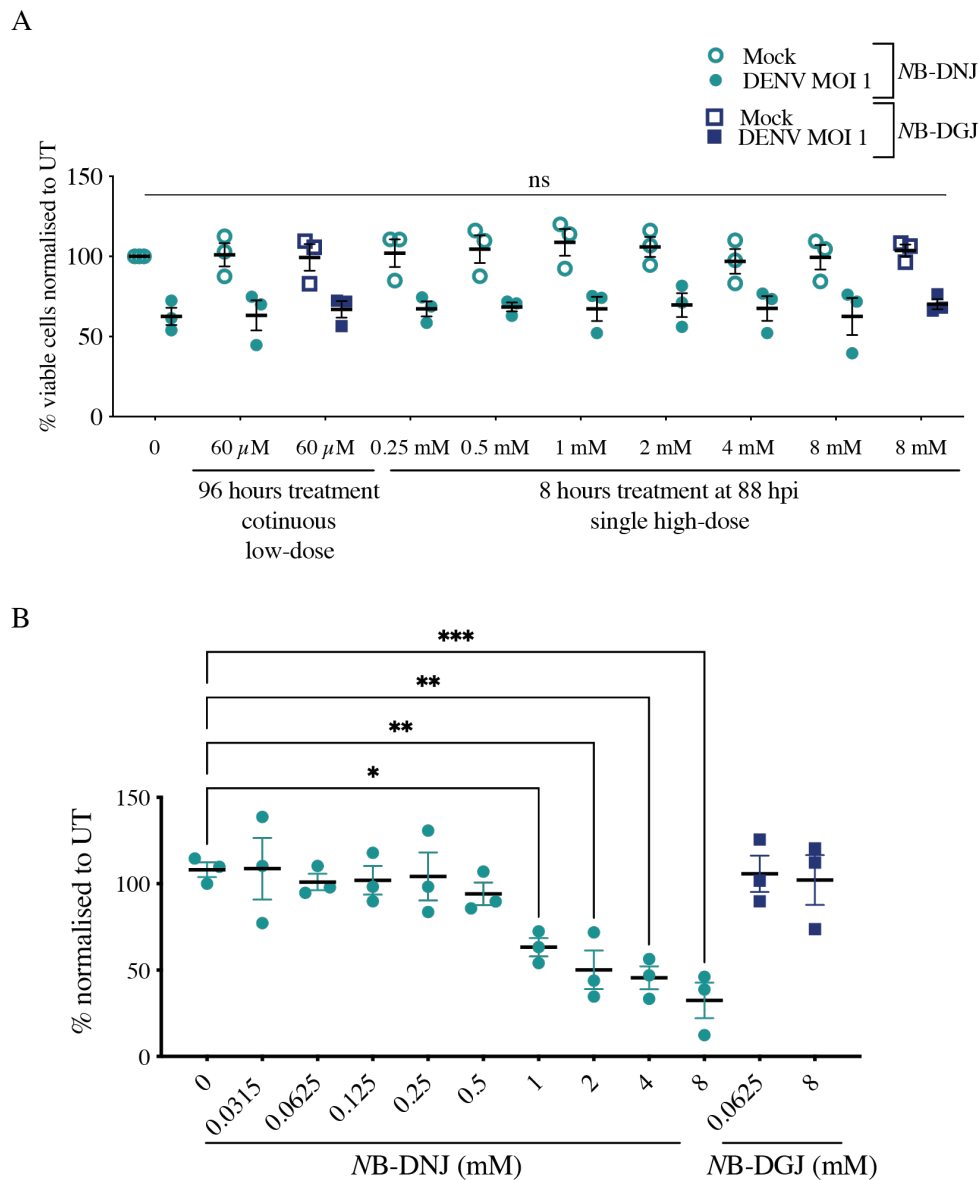 A
Mock
DENV MOI 1
NB-DNJ
Mock
DENV MOI 1
NB-DGJ
% viable cells normalised to UT
150
100
50
0
ns
0
60 µM
60 µM
0.25 mM
0.5 mM
1 mM
2 mM
4 mM
8 mM
8 mM
96 hours treatment
cotinuous
low-dose
8 hours treatment at 88 hpi
single high-dose
B
***
**
**
*
% normalised to UT
150
100
50
0
0
0.0315
0.0625
0.125
0.25
0.5
1
2
4
8
0.0625
8
NB-DNJ (mM)
NB-DGJ (mM)